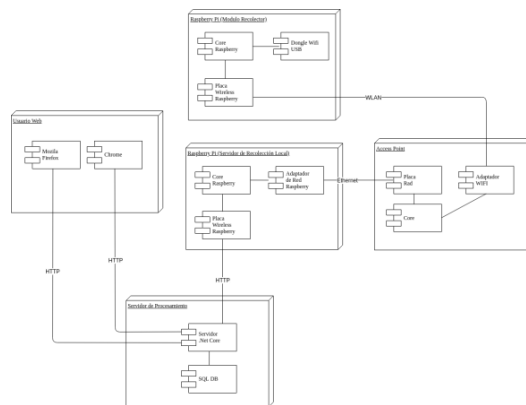 Raspberry Pi (Modulo Recolector)
Core
Raspberry
Dongle Wifi
USB
Placa
Wireless
Raspberry
WLAN
Usuario Web
Mozila
Firefox
Chrome
Raspberry Pi (Servidor de Recolección Local)
Core
Raspberry
Adaptador
de Red
Raspberry
Placa
Wireless
Raspberry
Ethernet
Access Point
Placa
Rad
Adaptador
WIFI
Core
HTTP
HTTP
HTTP
Servidor de Procesamiento
Servidor
.Net Core
SQL DB